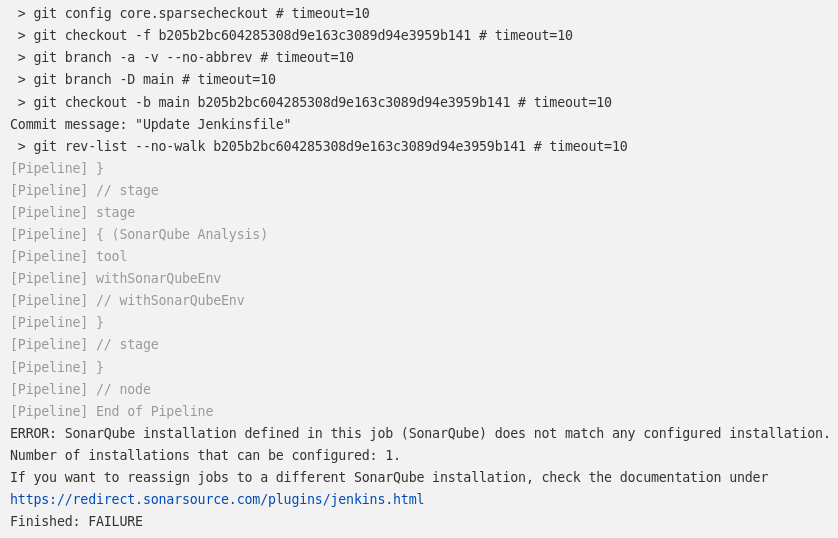 > git config core.sparsecheckout # timeout=10
> git checkout -f b205b2bc604285308d9e163c3089d94e3959b141 # timeout=10
> git branch -a -v --no-abbrev # timeout=10
> git branch -D main # timeout=10
> git checkout -b main b205b2bc604285308d9e163c3089d94e3959b141 # timeout=10
Commit message: "Update Jenkinsfile"
> git rev-list --no-walk b205b2bc604285308d9e163c3089d94e3959b141 # timeout=10
[Pipeline] }
[Pipeline] // stage
[Pipeline] stage
[Pipeline] { (SonarQube Analysis)
[Pipeline] tool
[Pipeline] withSonarQubeEnv
[Pipeline] // withSonarQubeEnv
[Pipeline] }
[Pipeline] // stage
[Pipeline] }
[Pipeline] // node
[Pipeline] End of Pipeline
ERROR: SonarQube installation defined in this job (SonarQube) does not match any configured installation.
Number of installations that can be configured: 1.
If you want to reassign jobs to a different SonarQube installation, check the documentation under
https://redirect.sonarsource.com/plugins/jenkins.html
Finished: FAILURE